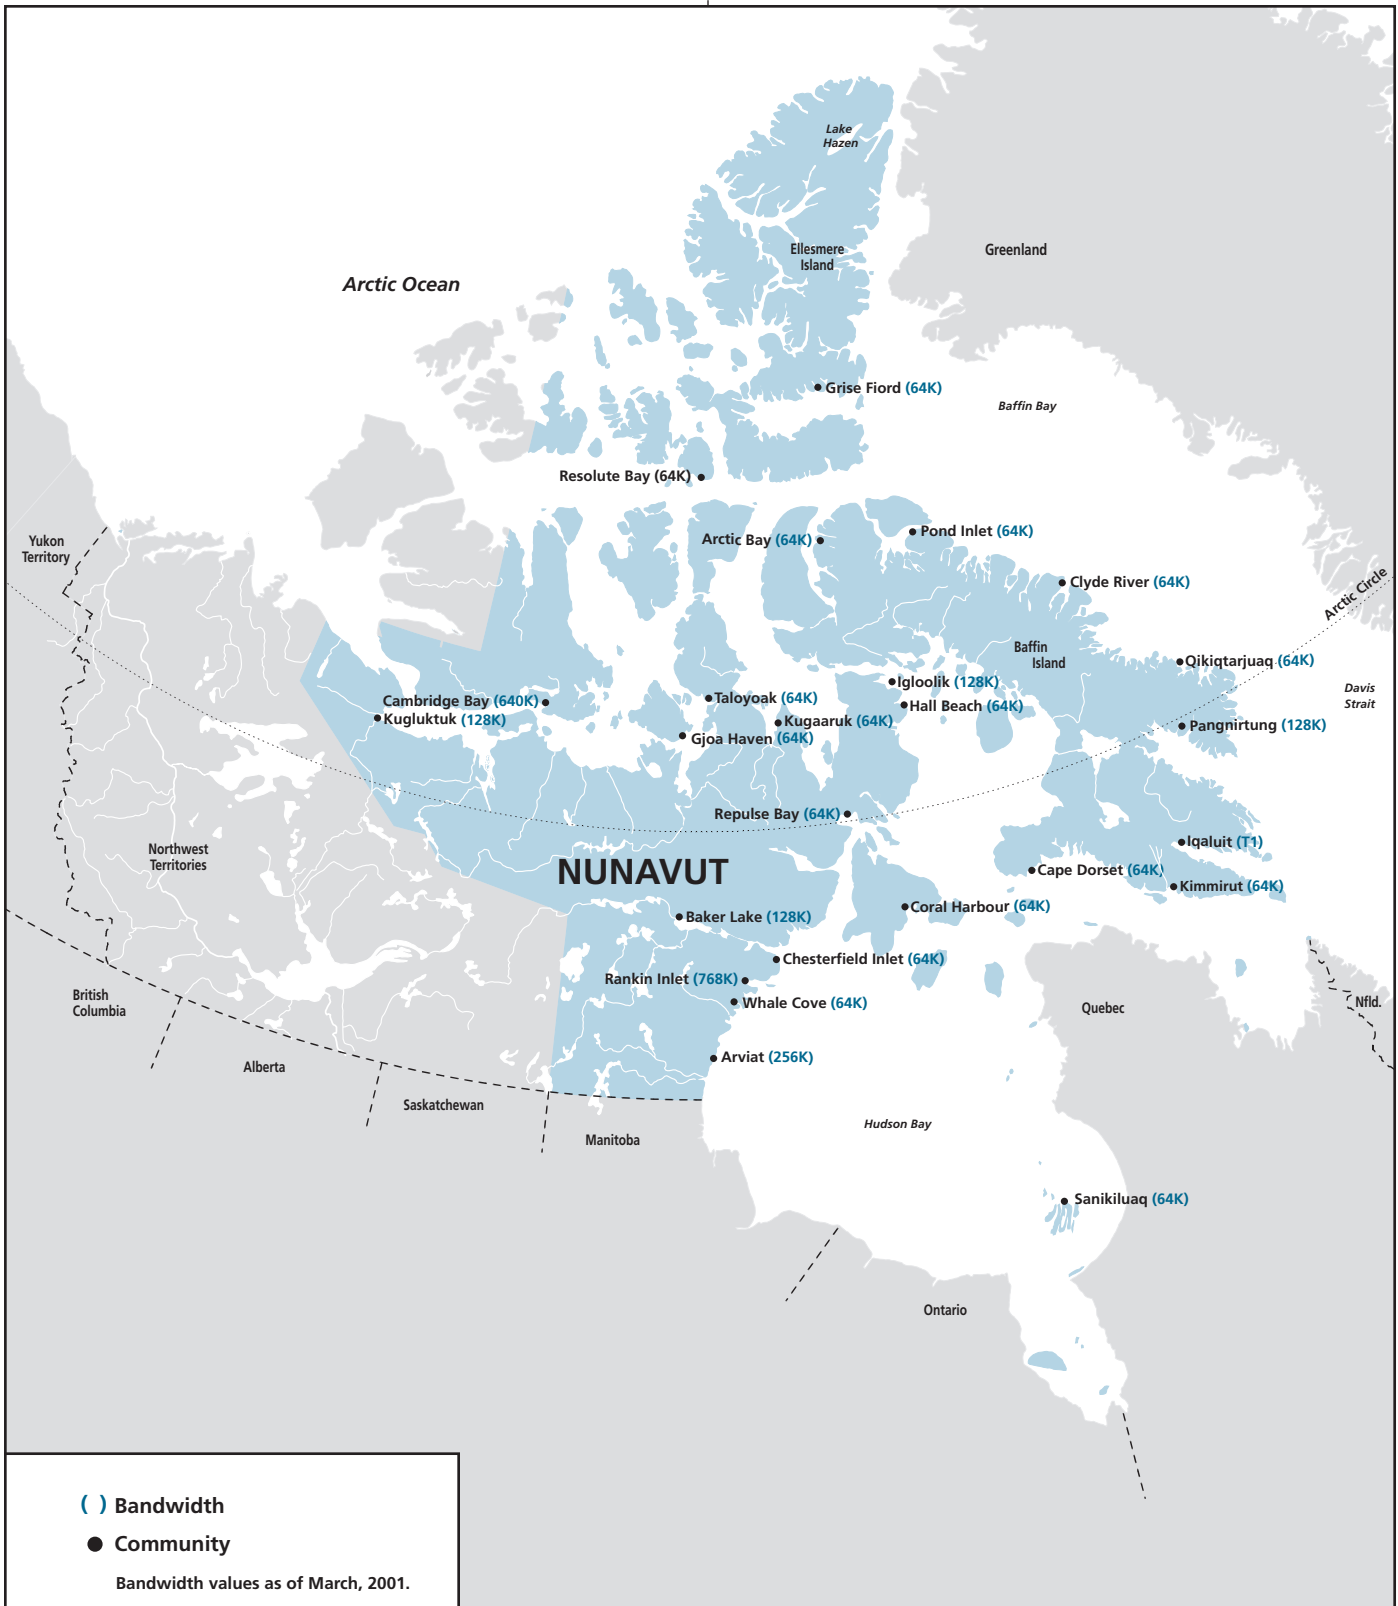 Lake
Hazen
Ellesmere
Island
Greenland
Arctic Ocean
Grise Fiord (64K)
Baffin Bay
Resolute Bay (64K)
Pond Inlet (64K)
Arctic Bay (64K)
Yukon
Territory
Clyde River (64K)
Arctic Circle
Baffin
Island
Qikiqtarjuaq (64K)
Igloolik (128K)
Davis
Strait
Cambridge Bay (640K)
Taloyoak (64K)
Hall Beach (64K)
Kugluktuk (128K)
Kugaaruk (64K)
Pangnirtung (128K)
Gjoa Haven (64K)
Repulse Bay (64K)
Iqaluit (T1)
Northwest
Territories
NUNAVUT
Cape Dorset (64K)
Kimmirut (64K)
Coral Harbour (64K)
Baker Lake (128K)
Chesterfield Inlet (64K)
Rankin Inlet (768K)
British
Columbia
Whale Cove (64K)
Quebec
Nfld.
Arviat (256K)
Alberta
Saskatchewan
Hudson Bay
Manitoba
Sanikiluaq (64K)
Ontario
( ) Bandwidth
Community
Bandwidth values as of March, 2001.